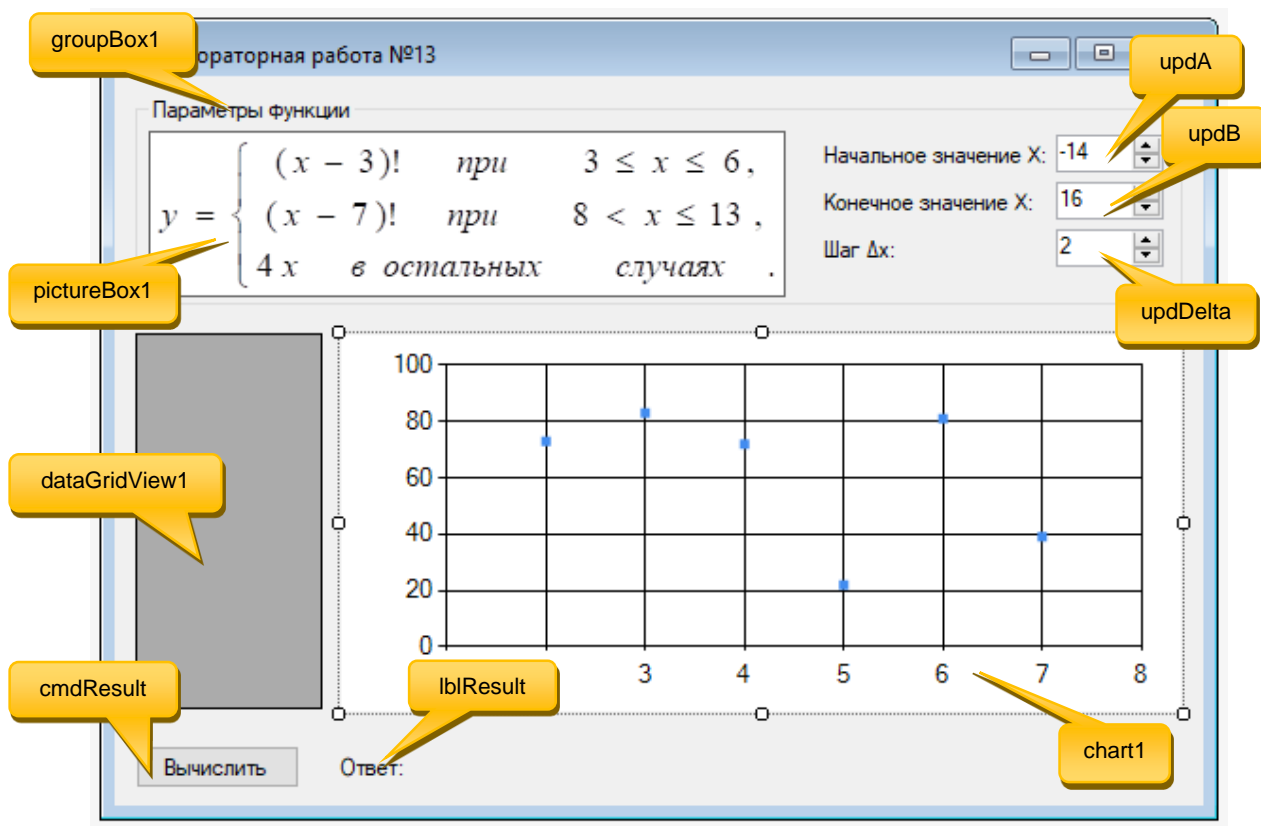 groupBox1
ораторная работа №13
updA
Параметры функции
updB
(x − 3)! при 3 ≤ x ≤ 6,
y = { (x − 7)! при 8 < x ≤ 13,
4x в остальных случаях .
Начальное значение X: -14
Конечное значение X: 16
Шаг Δx: 2
pictureBox1
updDelta
100
80
60
40
20
0
3 4 5 6 7 8
dataGridView1
cmdResult
lblResult
chart1
Вычислить
Ответ: